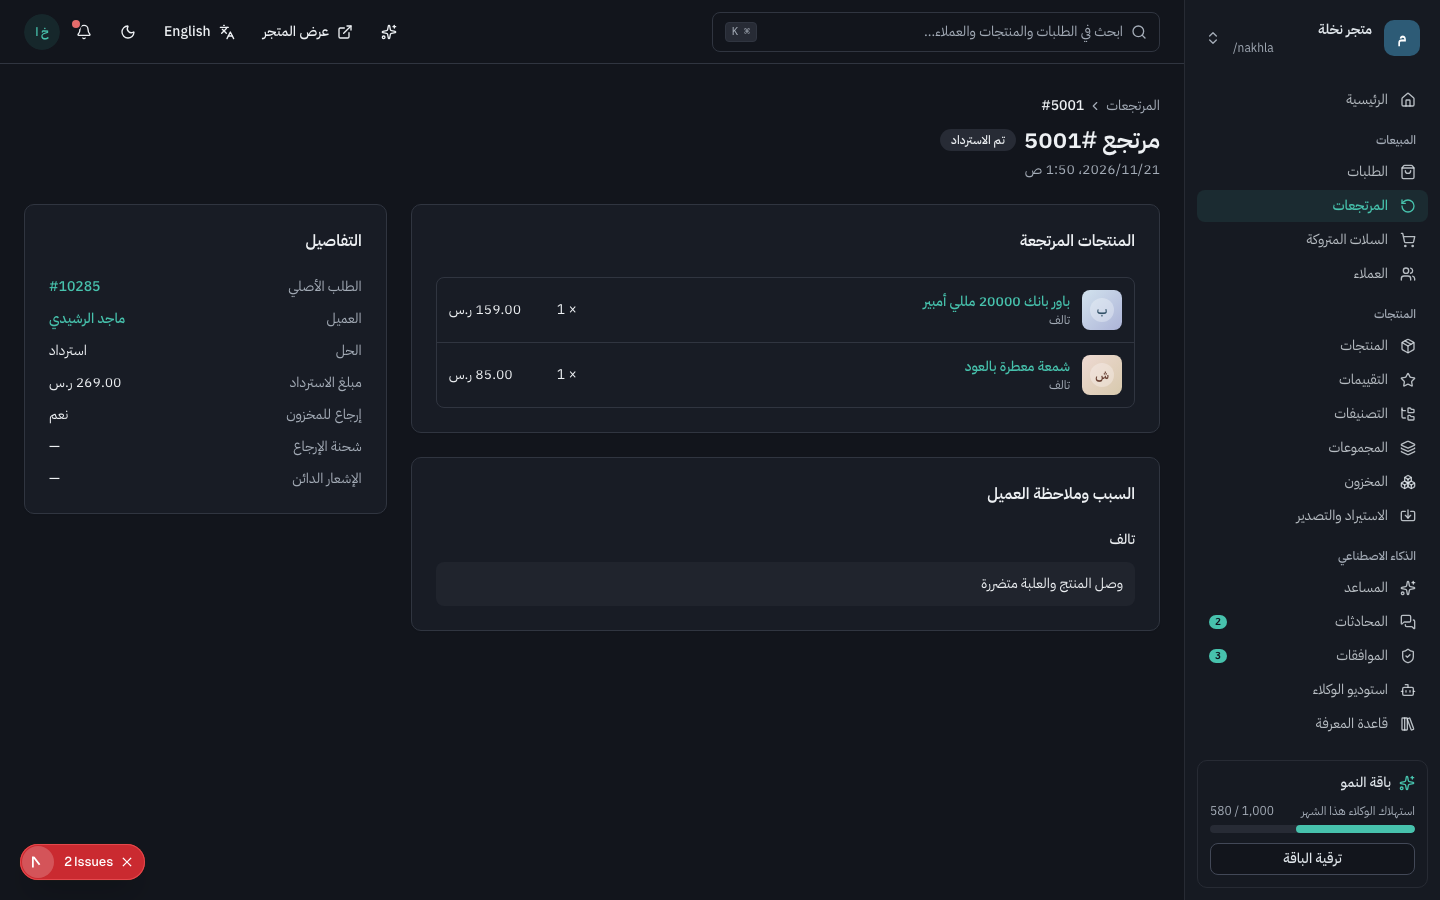 متجر نخلة
/nakhla
م
الرئيسية
المبيعات
الطلبات
المرتجعات
السلات المتروكة
العملاء
المنتجات
المنتجات
التقييمات
التصنيفات
المجموعات
المخزون
الاستيراد والتصدير
الذكاء الاصطناعي
المساعد
المحادثات 2
الموافقات 3
استوديو الوكلاء
قاعدة المعرفة
باقة النمو
استهلاك الوكلاء هذا الشهر 580 / 1,000
ترقية الباقة
ابحث في الطلبات والمنتجات والعملاء... ⌘ K
عرض المتجر
English
خ ا
المرتجعات › #5001
مرتجع #5001 تم الاسترداد
2026/11/21، 1:50 ص
المنتجات المرتجعة
ب
باور بانك 20000 مللي أمبير
تالف
× 1
159.00 ر.س
ش
شمعة معطرة بالعود
تالف
× 1
85.00 ر.س
السبب وملاحظة العميل
تالف
وصل المنتج والعلبة متضررة
التفاصيل
الطلب الأصلي #10285
العميل ماجد الرشيدي
الحل استرداد
مبلغ الاسترداد 269.00 ر.س
إرجاع للمخزون نعم
شحنة الإرجاع —
الإشعار الدائن —
2 Issues